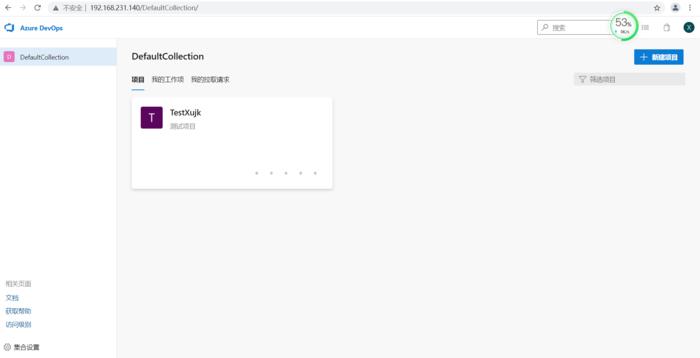 不安全 192.168.231.140/DefaultCollection/
Azure DevOps
搜索
53%
0K/s
X
D DefaultCollection
DefaultCollection
新建项目
项目 我的工作项 我的拉取请求
筛选项目
T TestXujk
测试项目
相关页面
文档
获取帮助
访问级别
集合设置